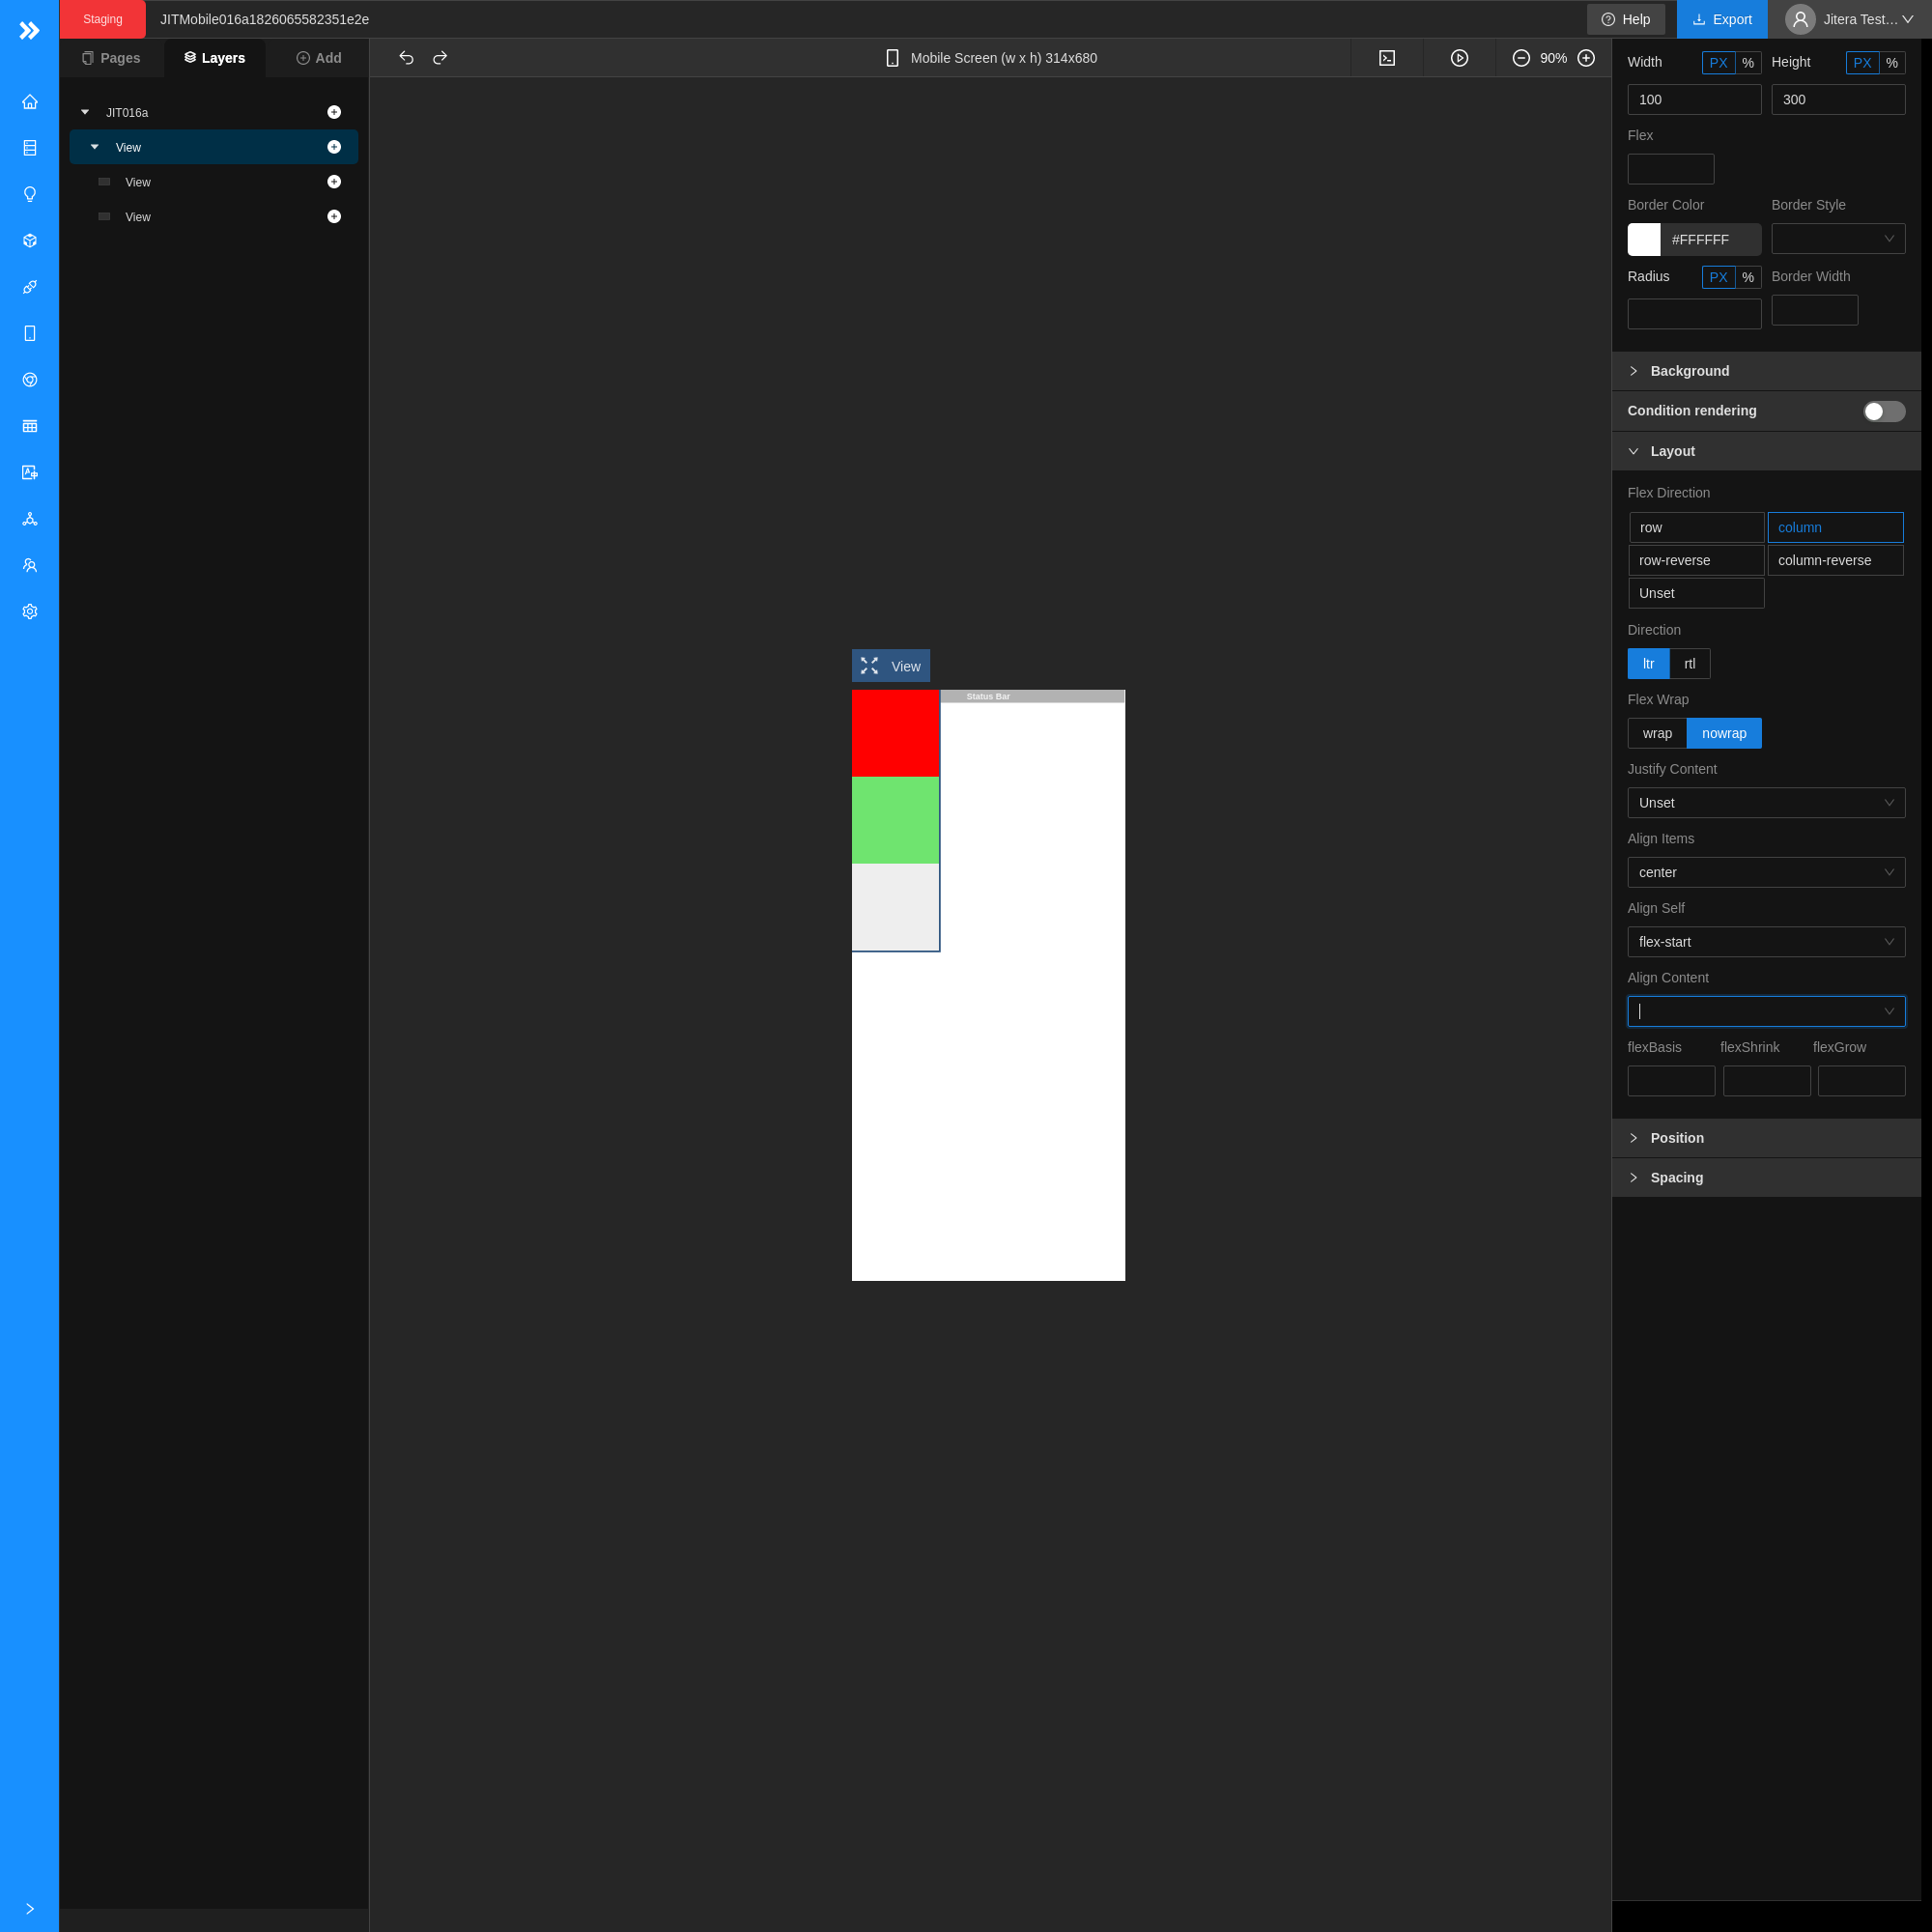 Staging
JITMobile016a1826065582351e2e
Help
Export
Jitera Test…
Pages
Layers
Add
Mobile Screen (w x h) 314x680
90%
JIT016a
View
View
View
View
Status Bar
Width
PX
%
Height
PX
%
100
300
Flex
Border Color
Border Style
#FFFFFF
Radius
PX
%
Border Width
Background
Condition rendering
Layout
Flex Direction
row
column
row-reverse
column-reverse
Unset
Direction
ltr
rtl
Flex Wrap
wrap
nowrap
Justify Content
Unset
Align Items
center
Align Self
flex-start
Align Content
flexBasis
flexShrink
flexGrow
Position
Spacing